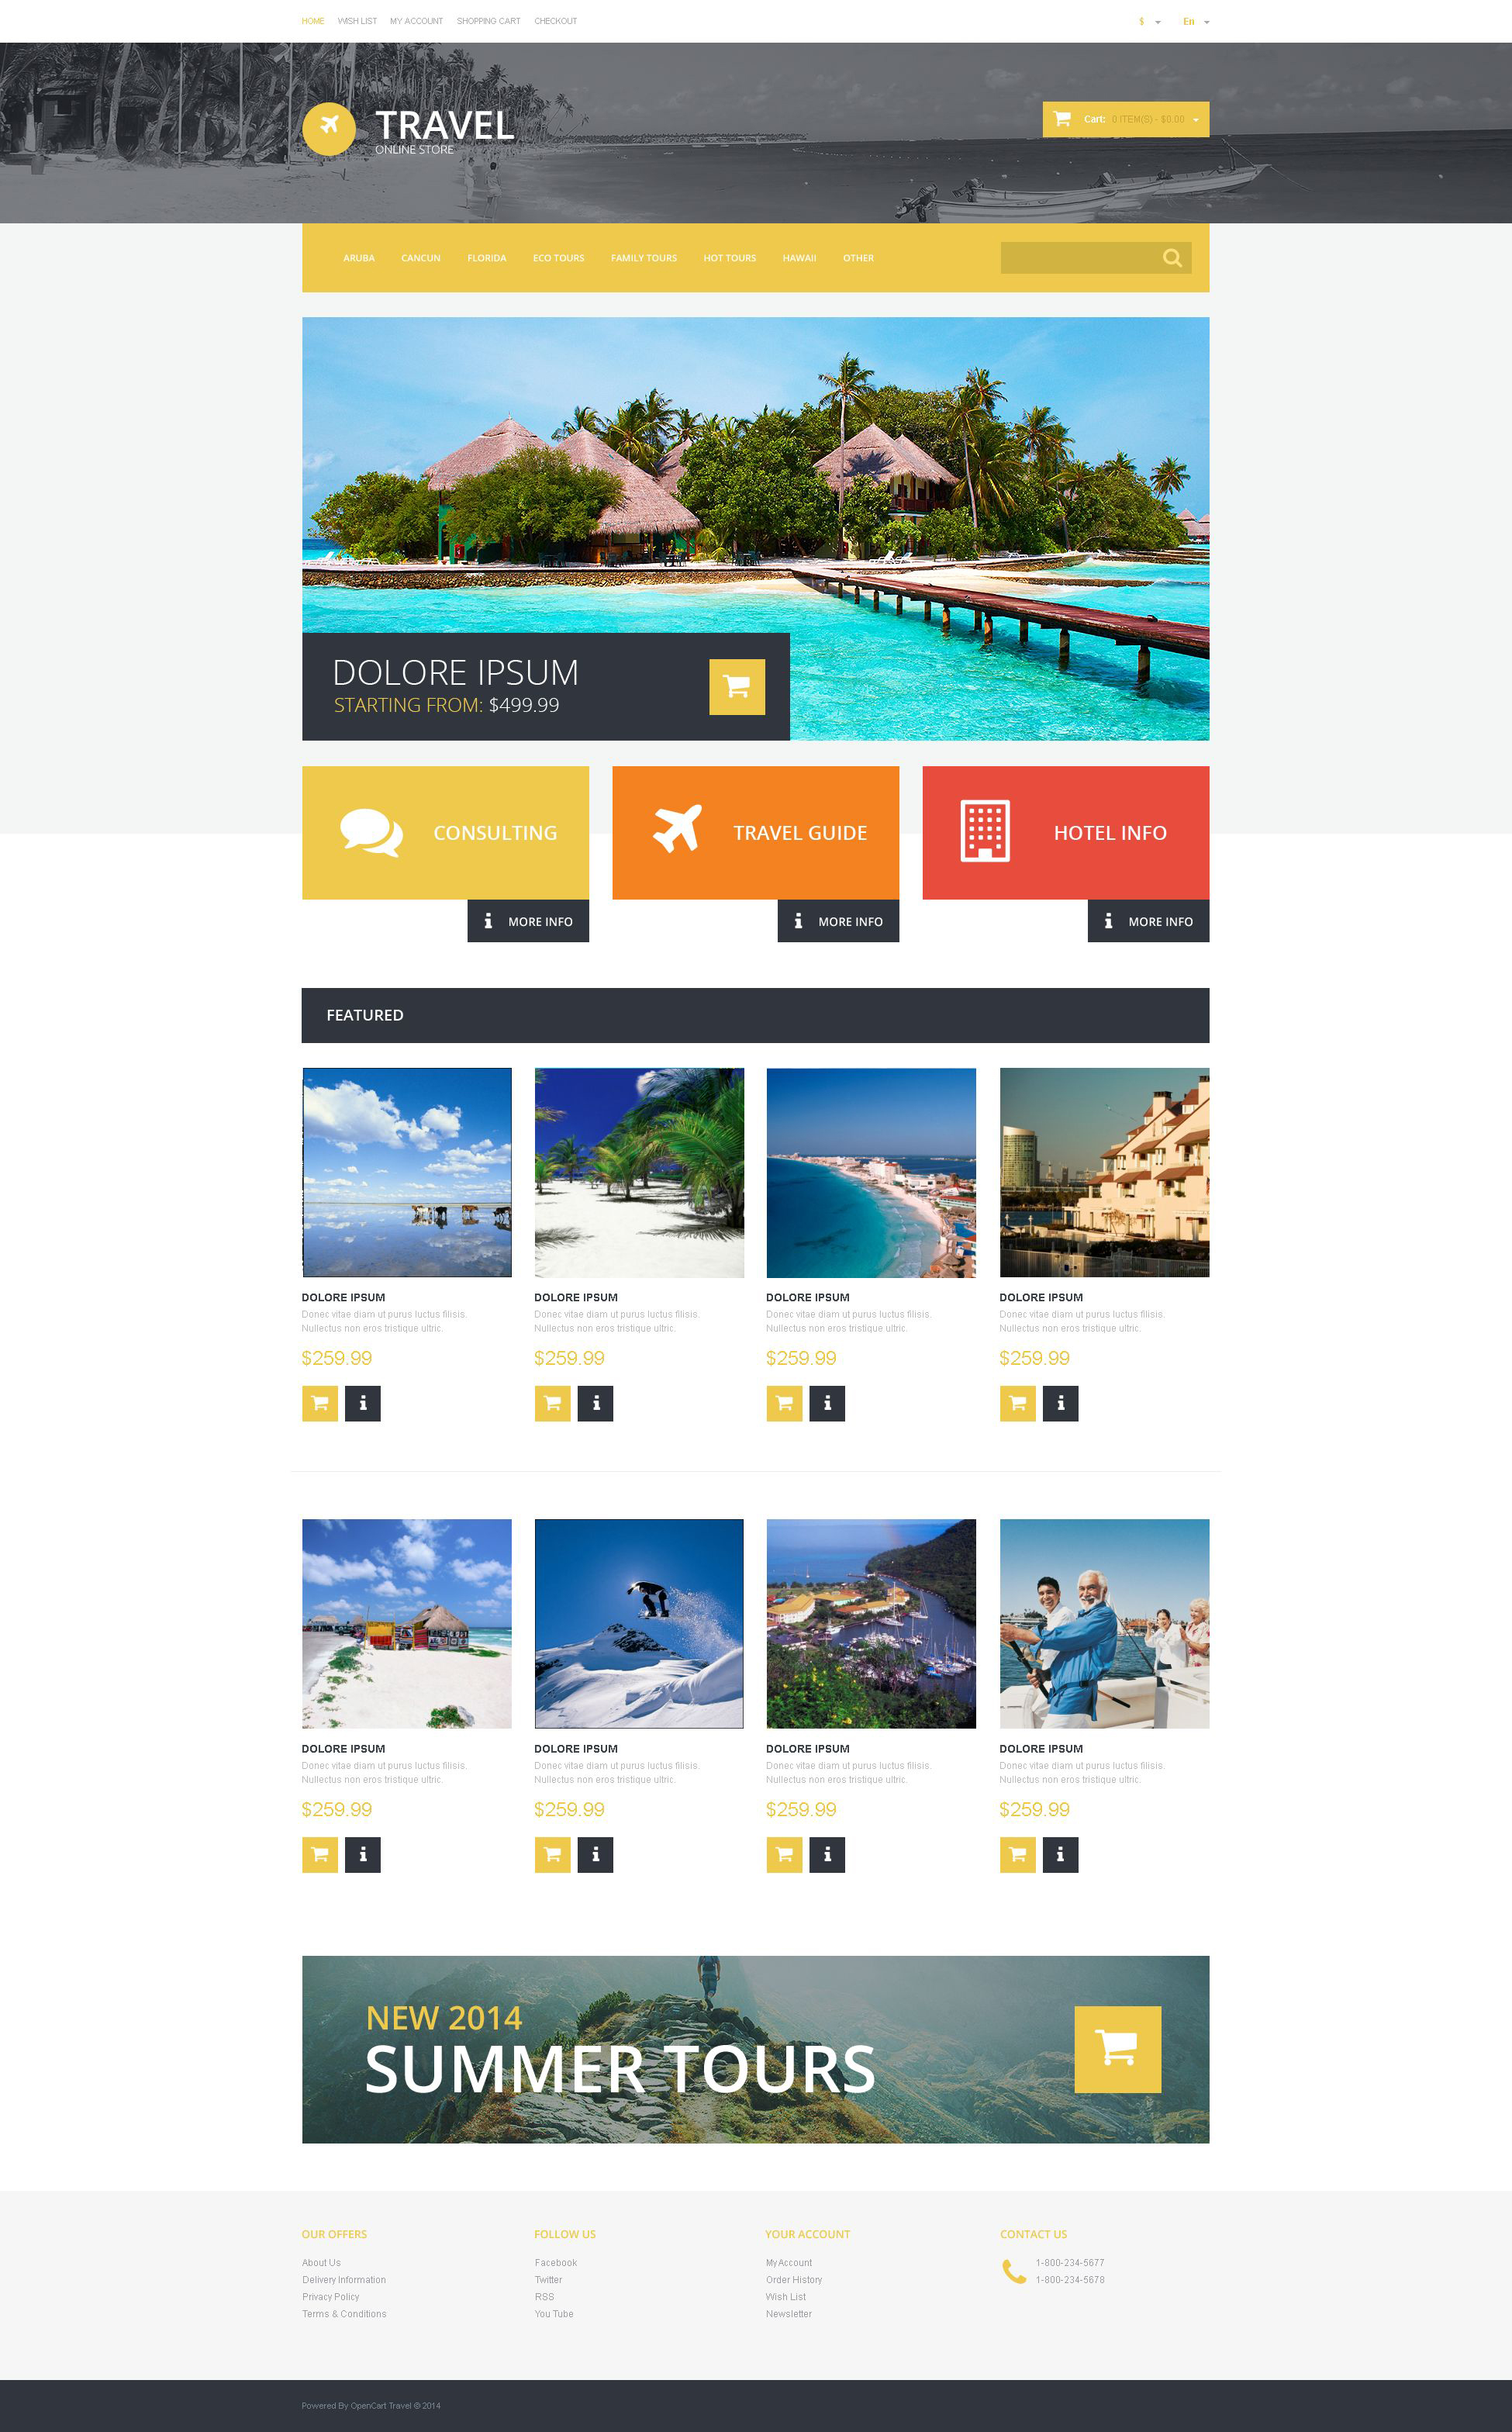 HOME WISH LIST MY ACCOUNT SHOPPING CART CHECKOUT $ En
TRAVEL
ONLINE STORE
Cart: 0 ITEM(S) - $0.00
ARUBA CANCUN FLORIDA ECO TOURS FAMILY TOURS HOT TOURS HAWAII OTHER
DOLORE IPSUM
STARTING FROM: $499.99
CONSULTING TRAVEL GUIDE HOTEL INFO
MORE INFO MORE INFO MORE INFO
FEATURED
DOLORE IPSUM DOLORE IPSUM DOLORE IPSUM DOLORE IPSUM
Donec vitae diam ut purus luctus filisis. Donec vitae diam ut purus luctus filisis. Donec vitae diam ut purus luctus filisis. Donec vitae diam ut purus luctus filisis.
Nullectus non eros tristique ultric. Nullectus non eros tristique ultric. Nullectus non eros tristique ultric. Nullectus non eros tristique ultric.
$259.99 $259.99 $259.99 $259.99
DOLORE IPSUM DOLORE IPSUM DOLORE IPSUM DOLORE IPSUM
Donec vitae diam ut purus luctus filisis. Donec vitae diam ut purus luctus filisis. Donec vitae diam ut purus luctus filisis. Donec vitae diam ut purus luctus filisis.
Nullectus non eros tristique ultric. Nullectus non eros tristique ultric. Nullectus non eros tristique ultric. Nullectus non eros tristique ultric.
$259.99 $259.99 $259.99 $259.99
NEW 2014
SUMMER TOURS
OUR OFFERS FOLLOW US YOUR ACCOUNT CONTACT US
About Us Facebook My Account 1-800-234-5677
Delivery Information Twitter Order History 1-800-234-5678
Privacy Policy RSS Wish List
Terms & Conditions You Tube Newsletter
Powered By OpenCart Travel © 2014